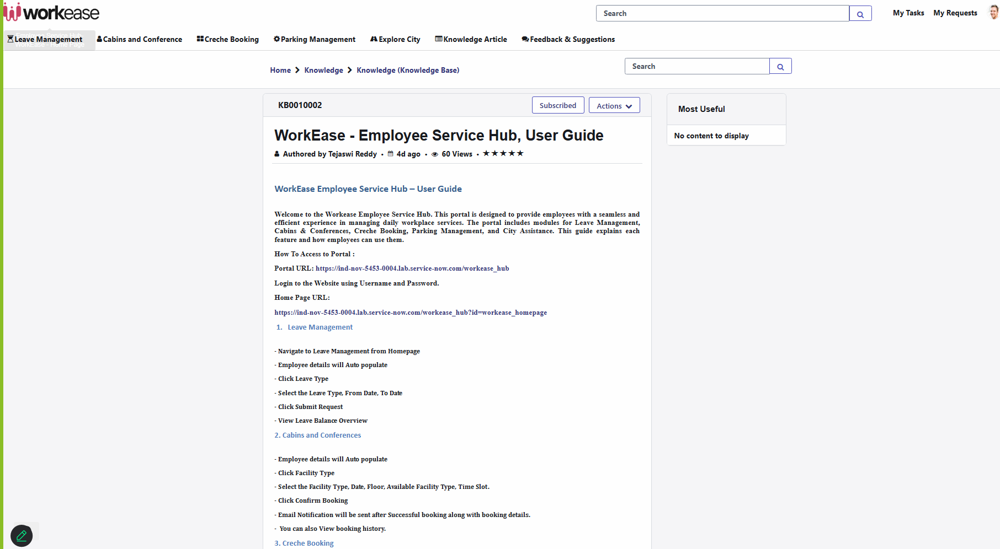 workease
Search
My Tasks
My Requests
Leave Management
Cabins and Conference
Creche Booking
Parking Management
Explore City
Knowledge Article
Feedback & Suggestions
Employee Service Hub
WorkEase - Home Page
Home
Knowledge
Knowledge (Knowledge Base)
Search
KB0010002
Subscribed
Actions
Most Useful
No content to display
WorkEase - Employee Service Hub, User Guide
Authored by Tejaswi Reddy • 4d ago • 60 Views • ★★★★★
WorkEase Employee Service Hub – User Guide
Welcome to the Workease Employee Service Hub. This portal is designed to provide employees with a seamless and
efficient experience in managing daily workplace services. The portal includes modules for Leave Management,
Cabins & Conferences, Creche Booking, Parking Management, and City Assistance. This guide explains each
feature and how employees can use them.
How To Access to Portal :
Portal URL: https://ind-nov-5453-0004.lab.service-now.com/workease_hub
Login to the Website using Username and Password.
Home Page URL:
https://ind-nov-5453-0004.lab.service-now.com/workease_hub?id=workease_homepage
1. Leave Management
- Navigate to Leave Management from Homepage
- Employee details will Auto populate
- Click Leave Type
- Select the Leave Type, From Date, To Date
- Click Submit Request
- View Leave Balance Overview
2. Cabins and Conferences
- Employee details will Auto populate
- Click Facility Type
- Select the Facility Type, Date, Floor, Available Facility Type, Time Slot.
- Click Confirm Booking
- Email Notification will be sent after Successful booking along with booking details.
- You can also View booking history.
3. Creche Booking